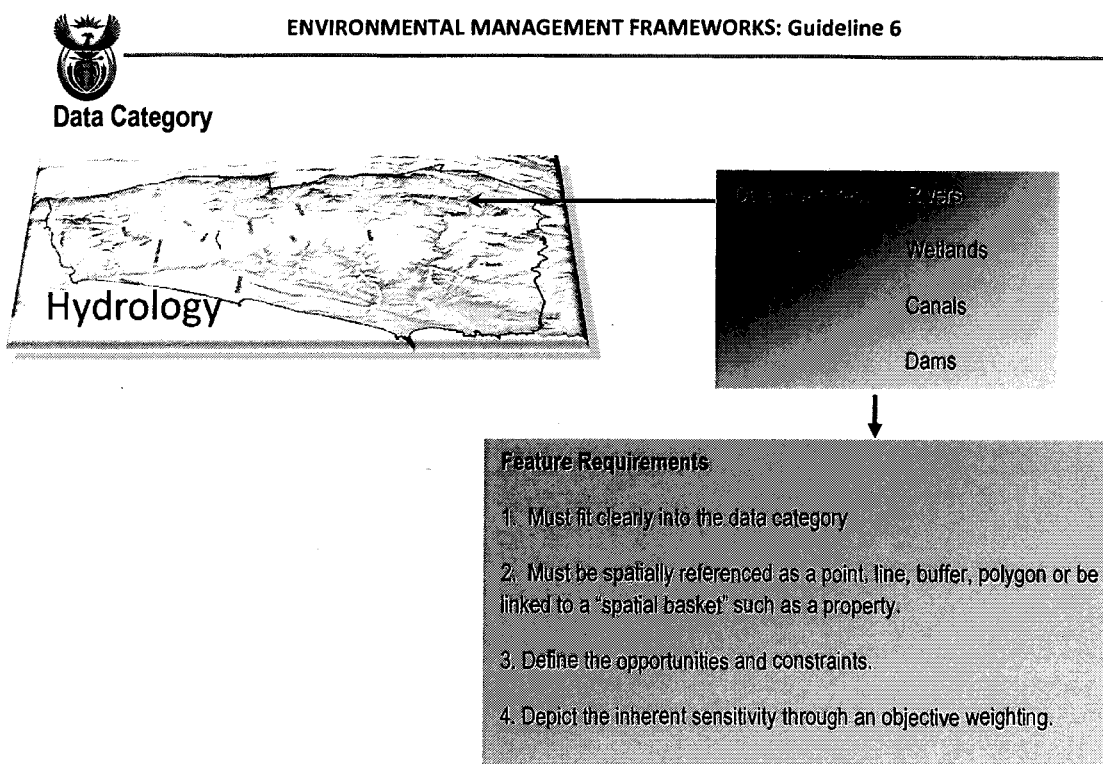 ENVIRONMENTAL MANAGEMENT FRAMEWORKS: Guideline 6
Data Category
Hydrology
Rivers
Wetlands
Canals
Dams
Feature Requirements
1. Must fit clearly into the data category
2. Must be spatially referenced as a point, line, buffer, polygon or be
linked to a "spatial basket" such as a property.
3. Define the opportunities and constraints.
4. Depict the inherent sensitivity through an objective weighting.